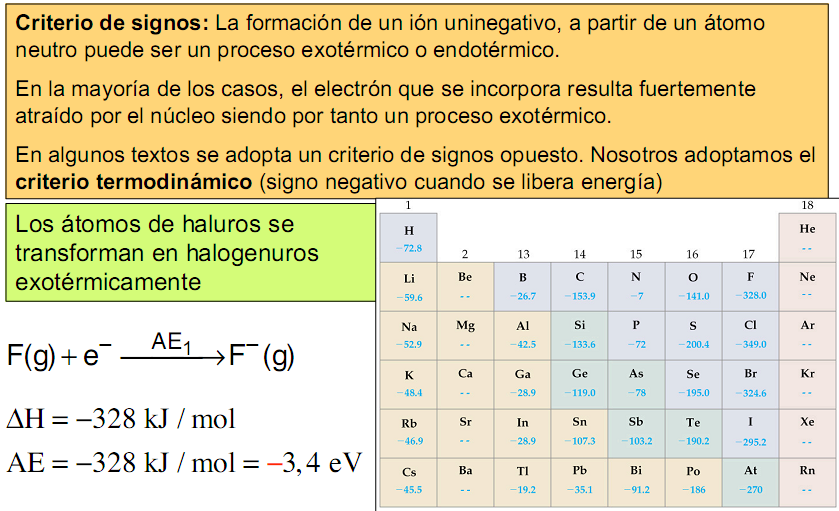 Criterio de signos: La formación de un ión uninegativo, a partir de un átomo
neutro puede ser un proceso exotérmico o endotérmico.
En la mayoría de los casos, el electrón que se incorpora resulta fuertemente
atraído por el núcleo siendo por tanto un proceso exotérmico.
En algunos textos se adopta un criterio de signos opuesto. Nosotros adoptamos el
criterio termodinámico (signo negativo cuando se libera energía)
Los átomos de haluros se
transforman en halogenuros
exotérmicamente
F(g) + e⁻ —AE₁→ F⁻(g)
ΔH = −328 kJ / mol
AE = −328 kJ / mol = −3,4 eV
1 18
H He
−72.8 --
2 13 14 15 16 17
Li Be B C N O F Ne
−59.6 -- −26.7 −153.9 −7 −141.0 −328.0 --
Na Mg Al Si P S Cl Ar
−52.9 -- −42.5 −133.6 −72 −200.4 −349.0 --
K Ca Ga Ge As Se Br Kr
−48.4 -- −28.9 −119.0 −78 −195.0 −324.6 --
Rb Sr In Sn Sb Te I Xe
−46.9 -- −28.9 −107.3 −103.2 −190.2 −295.2 --
Cs Ba Tl Pb Bi Po At Rn
−45.5 -- −19.2 −35.1 −91.2 −186 −270 --